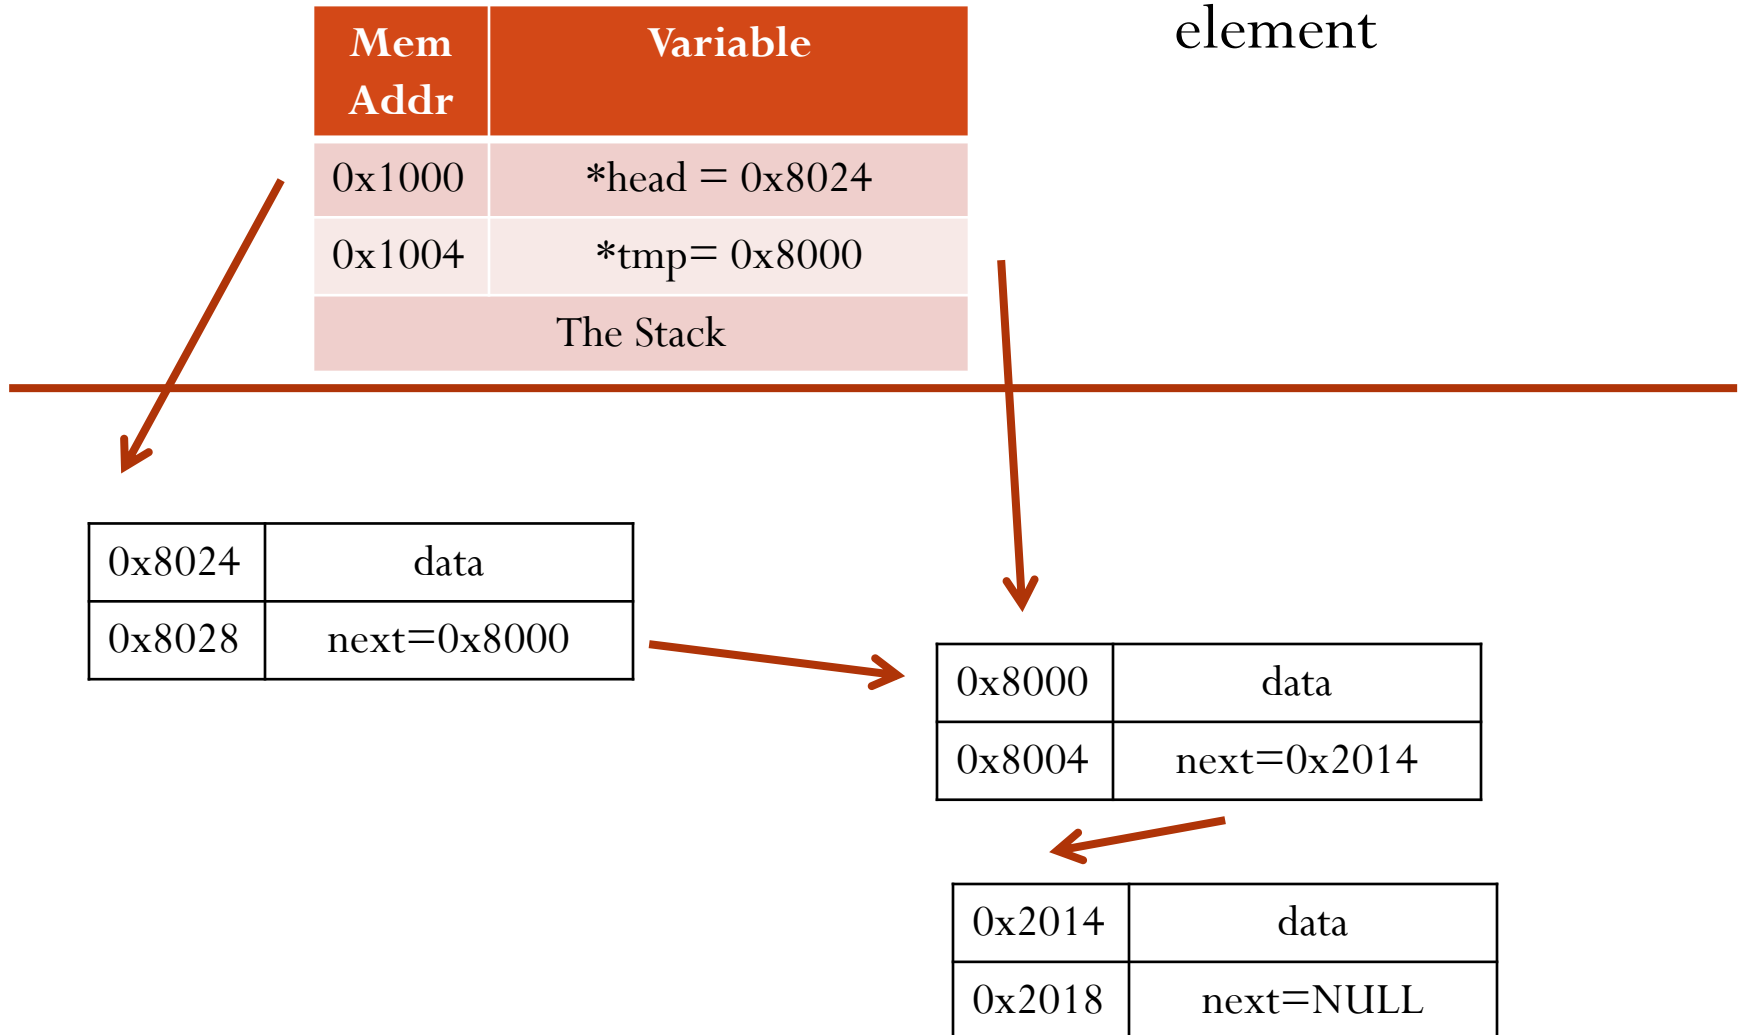 element
Mem Addr Variable
0x1000 *head = 0x8024
0x1004 *tmp= 0x8000
The Stack
0x8024 data
0x8028 next=0x8000
0x8000 data
0x8004 next=0x2014
0x2014 data
0x2018 next=NULL